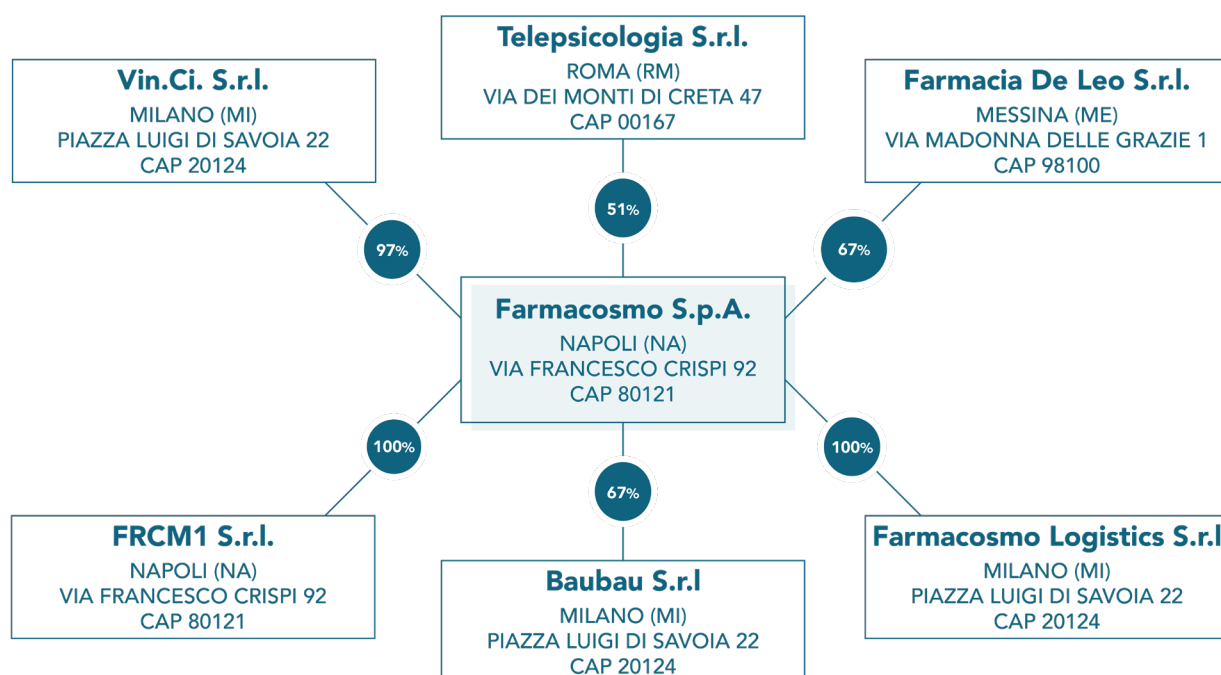 Telepsicologia S.r.l.
ROMA (RM)
VIA DEI MONTI DI CRETA 47
CAP 00167
Vin.Ci. S.r.l.
MILANO (MI)
PIAZZA LUIGI DI SAVOIA 22
CAP 20124
Farmacia De Leo S.r.l.
MESSINA (ME)
VIA MADONNA DELLE GRAZIE 1
CAP 98100
51%
97%
67%
Farmacosmo S.p.A.
NAPOLI (NA)
VIA FRANCESCO CRISPI 92
CAP 80121
100%
67%
100%
FRCM1 S.r.l.
NAPOLI (NA)
VIA FRANCESCO CRISPI 92
CAP 80121
Baubau S.r.l
MILANO (MI)
PIAZZA LUIGI DI SAVOIA 22
CAP 20124
Farmacosmo Logistics S.r.l
MILANO (MI)
PIAZZA LUIGI DI SAVOIA 22
CAP 20124